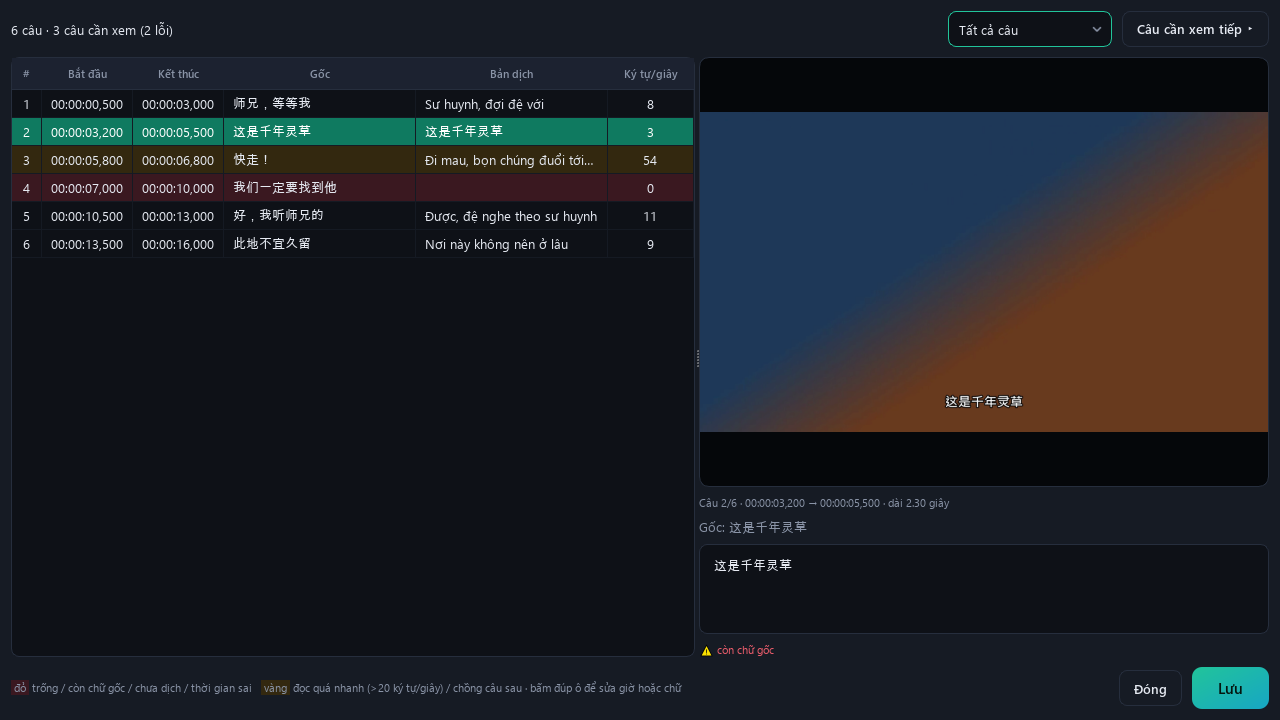 6 câu · 3 câu cần xem (2 lỗi)
Tất cả câu
Câu cần xem tiếp ‣
# Bắt đầu Kết thúc Gốc Bản dịch Ký tự/giây
1 00:00:00,500 00:00:03,000 师兄，等等我 Sư huynh, đợi đệ với 8
2 00:00:03,200 00:00:05,500 这是千年灵草 这是千年灵草 3
3 00:00:05,800 00:00:06,800 快走！ Đi mau, bọn chúng đuổi tới... 54
4 00:00:07,000 00:00:10,000 我们一定要找到他 0
5 00:00:10,500 00:00:13,000 好，我听师兄的 Được, đệ nghe theo sư huynh 11
6 00:00:13,500 00:00:16,000 此地不宜久留 Nơi này không nên ở lâu 9
这是千年灵草
Câu 2/6 · 00:00:03,200 → 00:00:05,500 · dài 2.30 giây
Gốc: 这是千年灵草
这是千年灵草
⚠ còn chữ gốc
đỏ trống / còn chữ gốc / chưa dịch / thời gian sai vàng đọc quá nhanh (>20 ký tự/giây) / chồng câu sau · bấm đúp ô để sửa giờ hoặc chữ
Đóng
Lưu